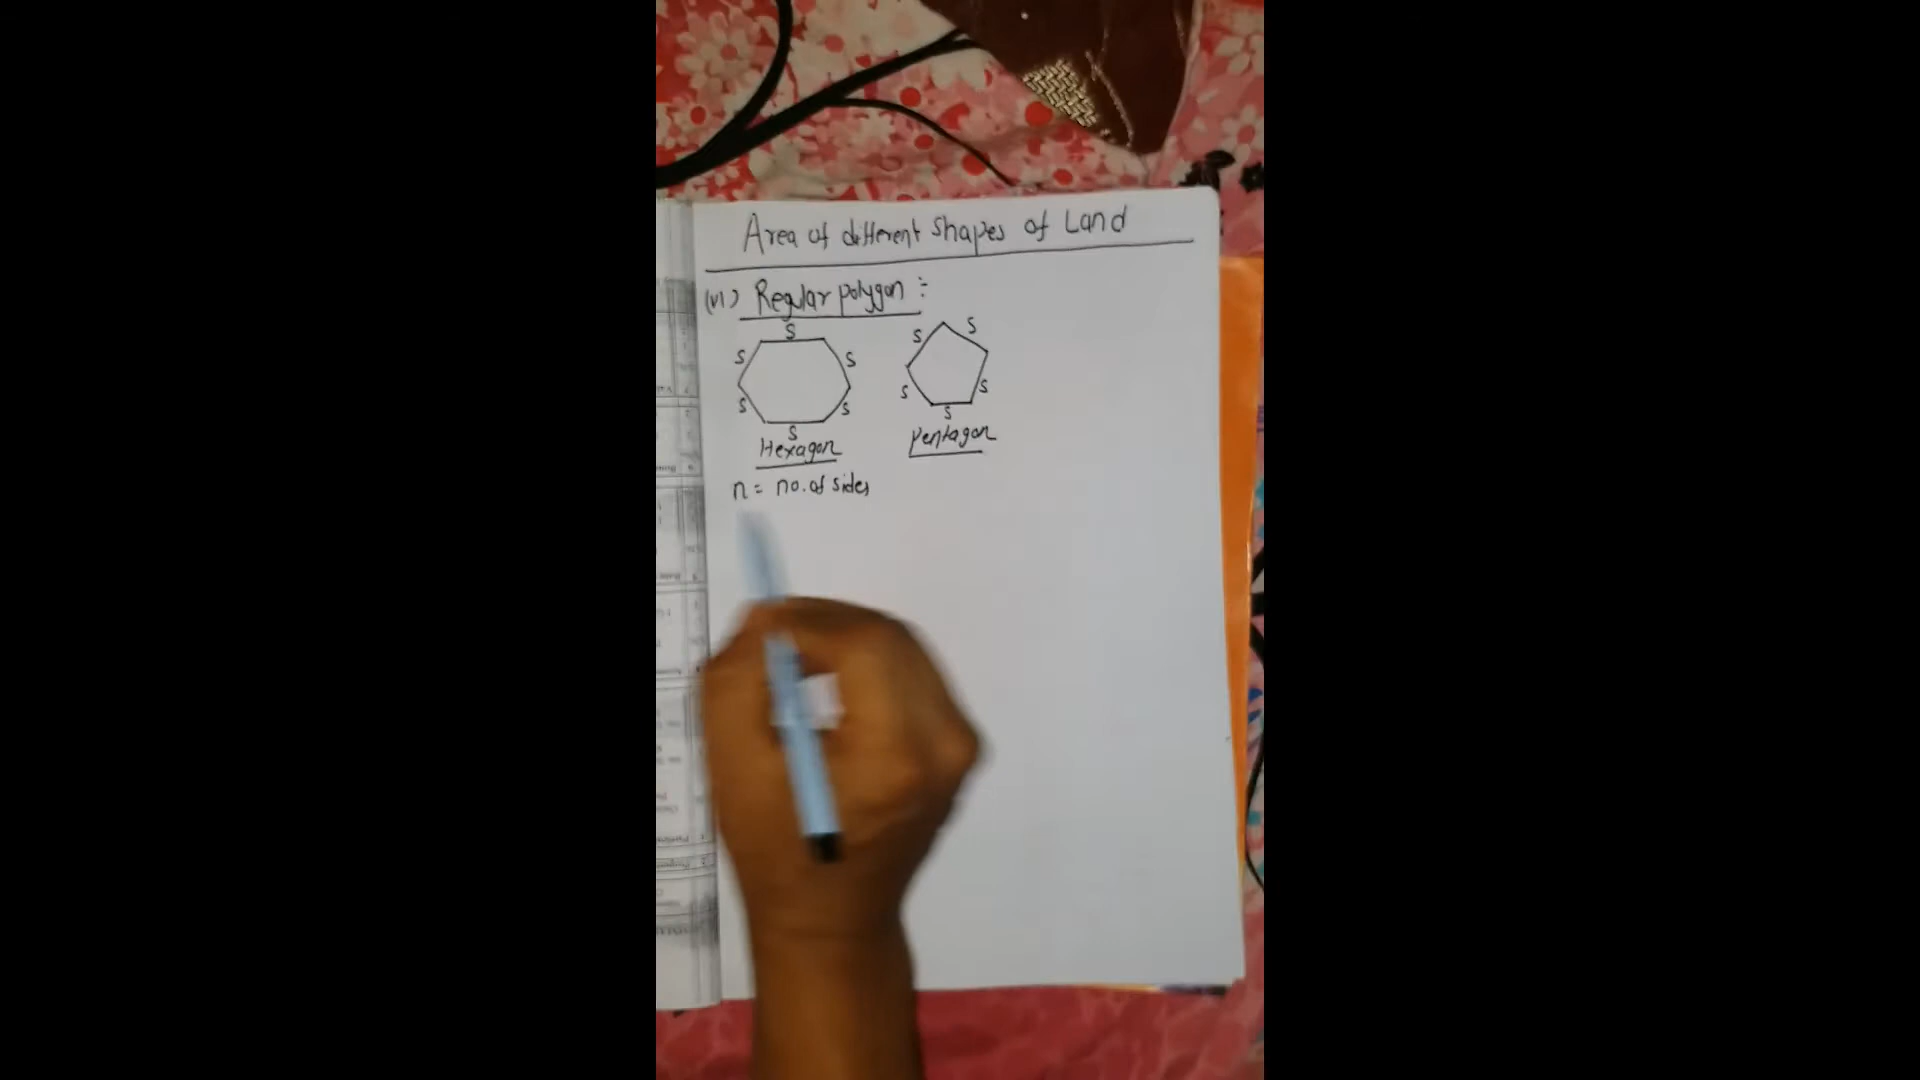 Area of different shapes of Land
(VI) Regular polygon :-
S
S
S
S
S
S
S
S
S
S
S
Hexagon
Pentagon
n = no. of sides